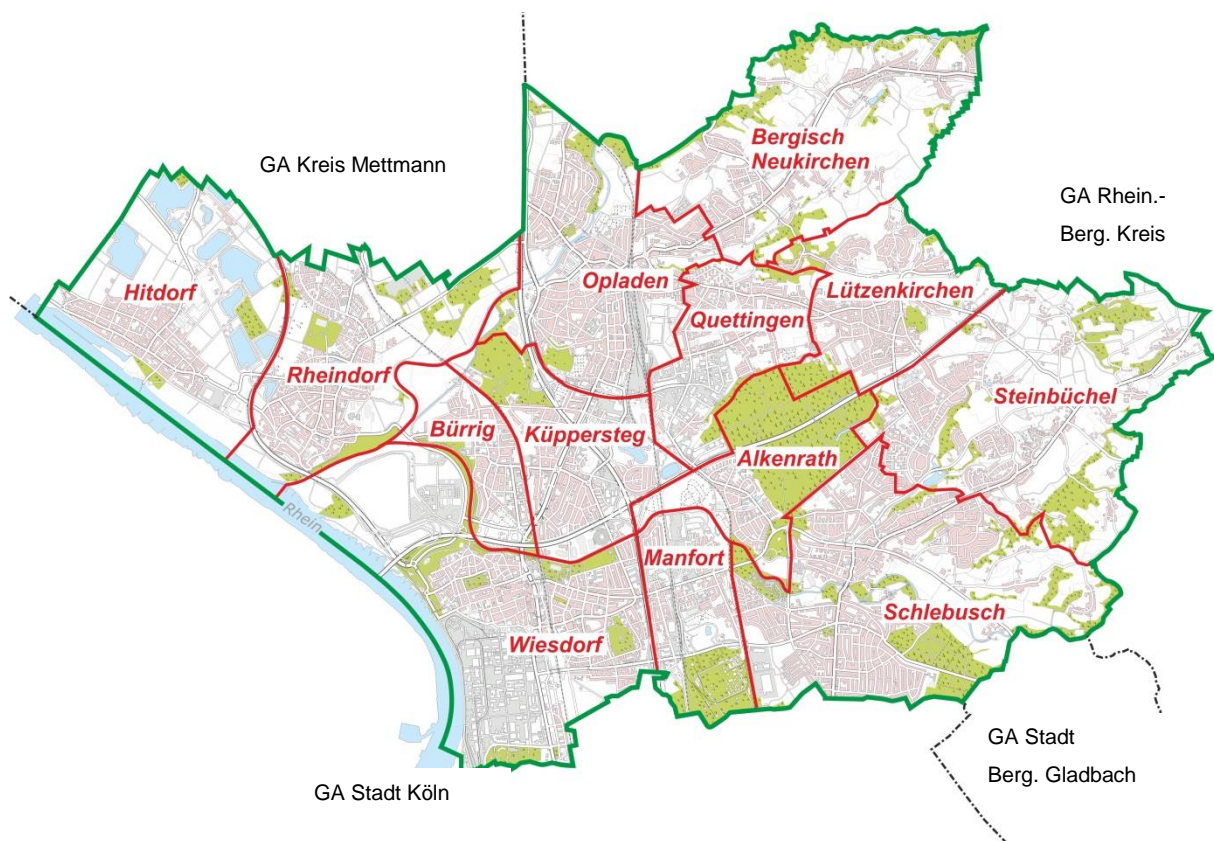 Bergisch
Neukirchen
GA Kreis Mettmann
GA Rhein.-
Berg. Kreis
Hitdorf
Opladen
Lützenkirchen
Quettingen
Rheindorf
Steinbüchel
Bürrig
Küppersteg
Alkenrath
Rhein
Manfort
Schlebusch
Wiesdorf
GA Stadt
Berg. Gladbach
GA Stadt Köln